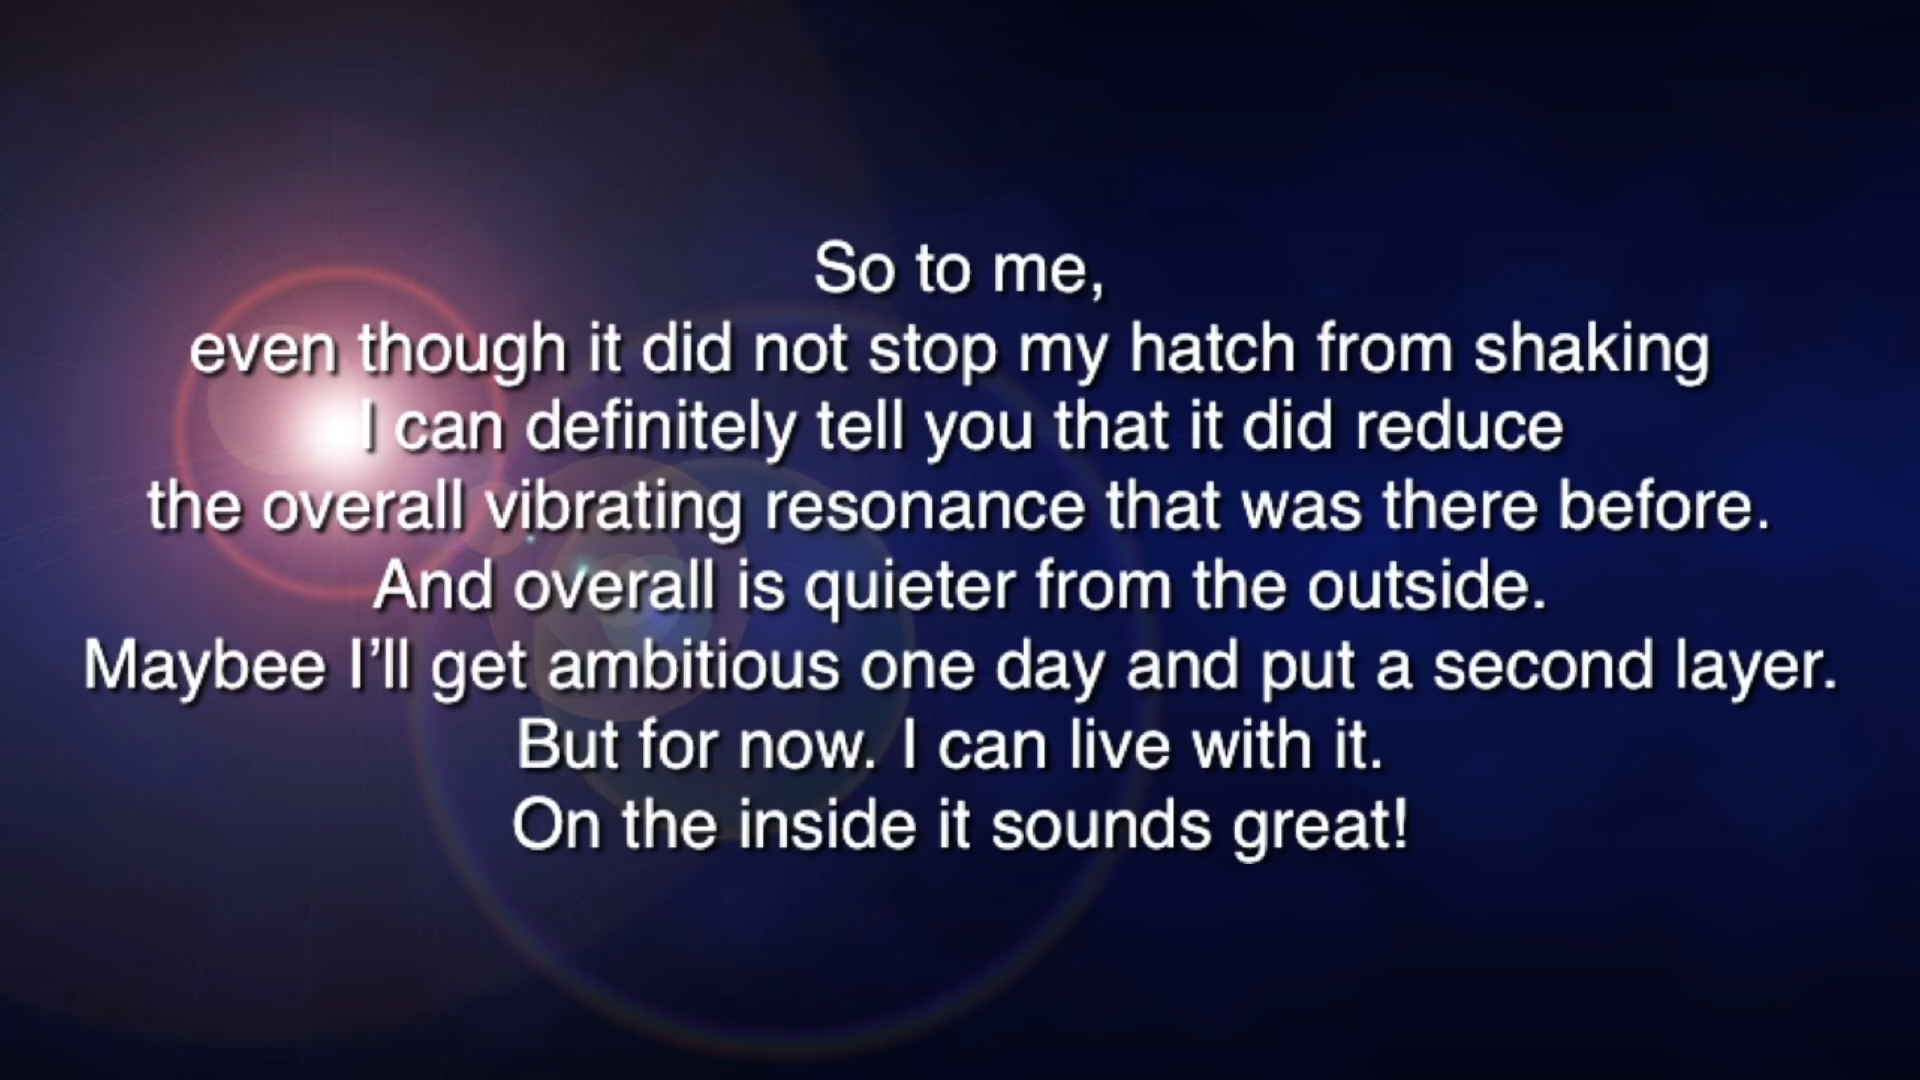 So to me,
even though it did not stop my hatch from shaking
I can definitely tell you that it did reduce
the overall vibrating resonance that was there before.
And overall is quieter from the outside.
Maybee I’ll get ambitious one day and put a second layer.
But for now. I can live with it.
On the inside it sounds great!